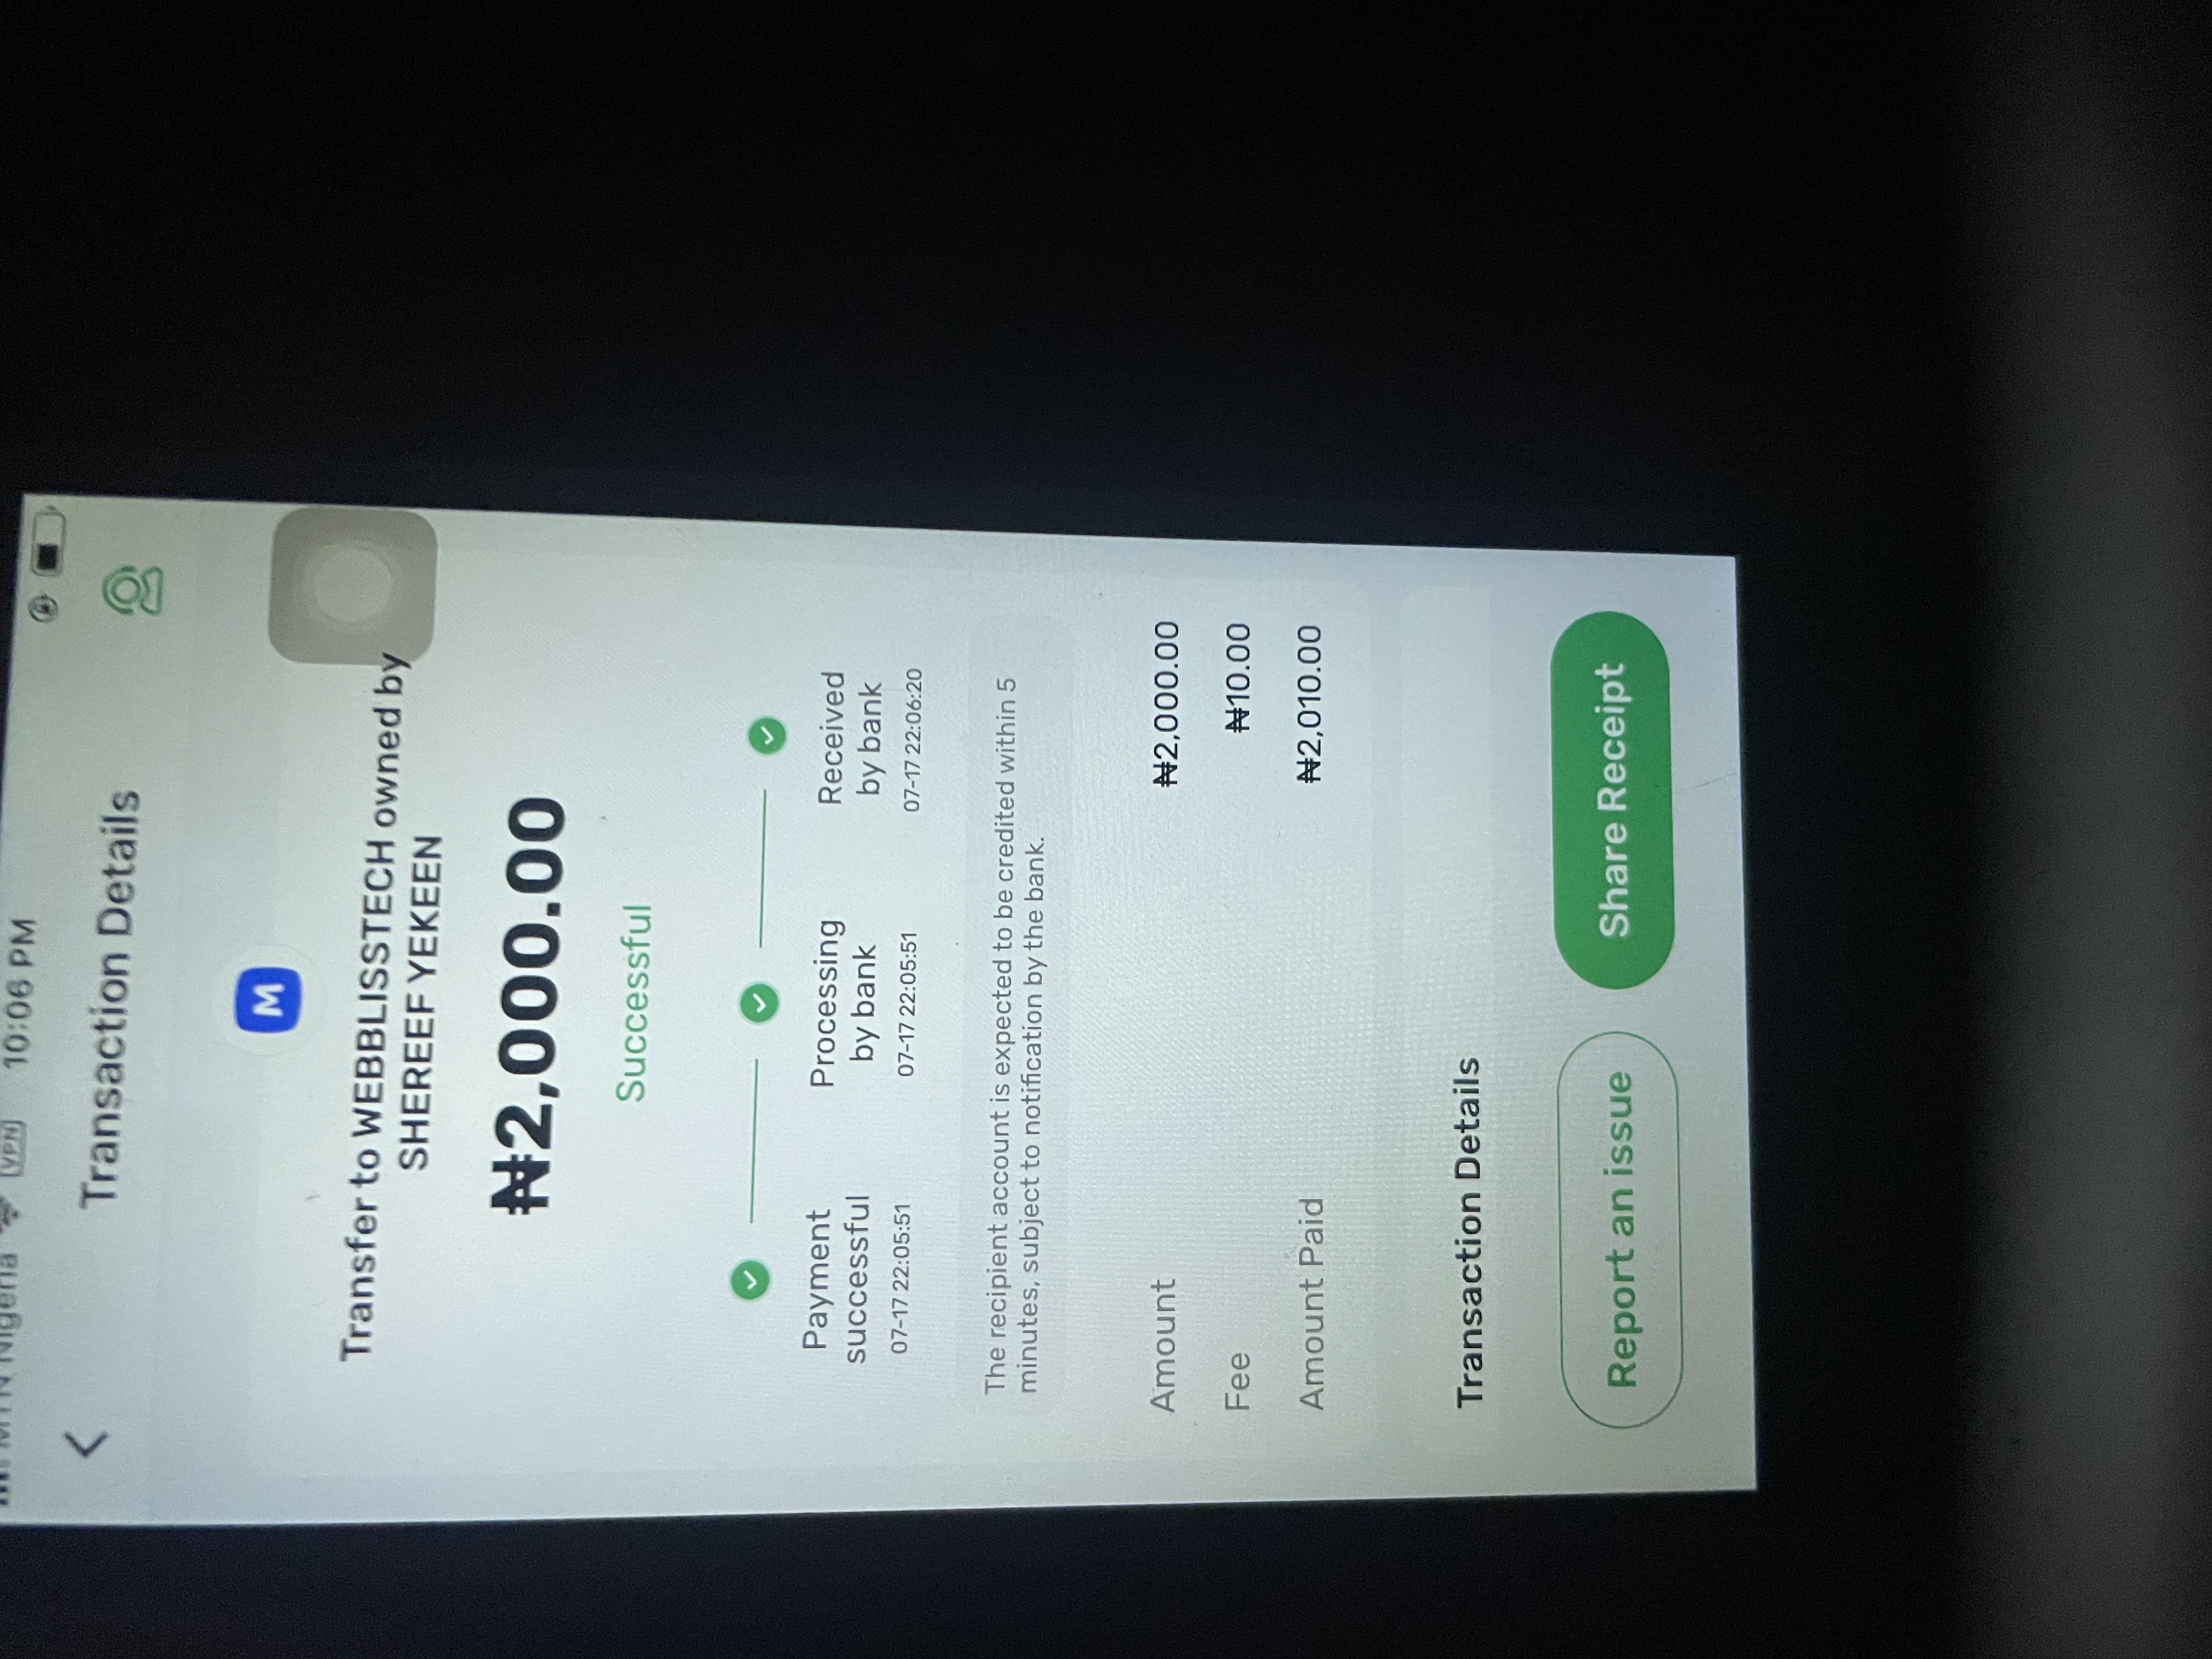 MTN Nigeria VPN 10:06 PM
Transaction Details
M
Transfer to WEBBLISSTECH owned by
SHEREEF YEKEEN
₦2,000.00
Successful
Payment successful
07-17 22:05:51
Processing by bank
07-17 22:05:51
Received by bank
07-17 22:06:20
The recipient account is expected to be credited within 5
minutes, subject to notification by the bank.
Amount ₦2,000.00
Fee ₦10.00
Amount Paid ₦2,010.00
Transaction Details
Report an issue Share Receipt